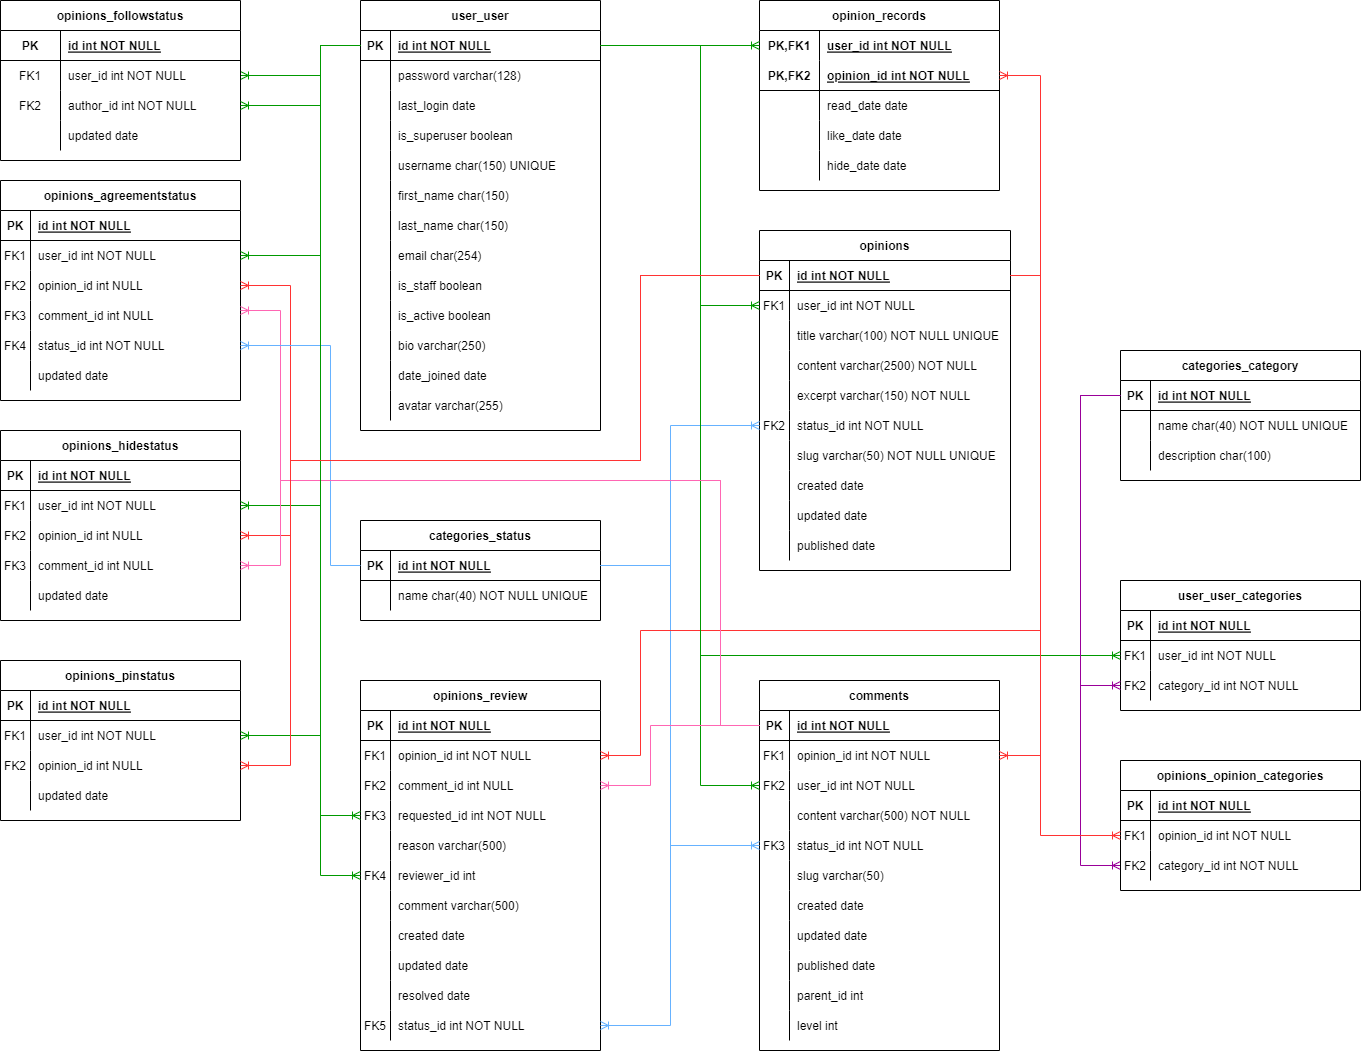 opinions_followstatus
PK id int NOT NULL
FK1 user_id int NOT NULL
FK2 author_id int NOT NULL
updated date
opinions_agreementstatus
PK id int NOT NULL
FK1 user_id int NOT NULL
FK2 opinion_id int NULL
FK3 comment_id int NULL
FK4 status_id int NOT NULL
updated date
opinions_hidestatus
PK id int NOT NULL
FK1 user_id int NOT NULL
FK2 opinion_id int NULL
FK3 comment_id int NULL
updated date
opinions_pinstatus
PK id int NOT NULL
FK1 user_id int NOT NULL
FK2 opinion_id int NULL
updated date
user_user
PK id int NOT NULL
password varchar(128)
last_login date
is_superuser boolean
username char(150) UNIQUE
first_name char(150)
last_name char(150)
email char(254)
is_staff boolean
is_active boolean
bio varchar(250)
date_joined date
avatar varchar(255)
categories_status
PK id int NOT NULL
name char(40) NOT NULL UNIQUE
opinions_review
PK id int NOT NULL
FK1 opinion_id int NOT NULL
FK2 comment_id int NULL
FK3 requested_id int NOT NULL
reason varchar(500)
FK4 reviewer_id int
comment varchar(500)
created date
updated date
resolved date
FK5 status_id int NOT NULL
opinion_records
PK,FK1 user_id int NOT NULL
PK,FK2 opinion_id int NOT NULL
read_date date
like_date date
hide_date date
opinions
PK id int NOT NULL
FK1 user_id int NOT NULL
title varchar(100) NOT NULL UNIQUE
content varchar(2500) NOT NULL
excerpt varchar(150) NOT NULL
FK2 status_id int NOT NULL
slug varchar(50) NOT NULL UNIQUE
created date
updated date
published date
comments
PK id int NOT NULL
FK1 opinion_id int NOT NULL
FK2 user_id int NOT NULL
content varchar(500) NOT NULL
FK3 status_id int NOT NULL
slug varchar(50)
created date
updated date
published date
parent_id int
level int
categories_category
PK id int NOT NULL
name char(40) NOT NULL UNIQUE
description char(100)
user_user_categories
PK id int NOT NULL
FK1 user_id int NOT NULL
FK2 category_id int NOT NULL
opinions_opinion_categories
PK id int NOT NULL
FK1 opinion_id int NOT NULL
FK2 category_id int NOT NULL